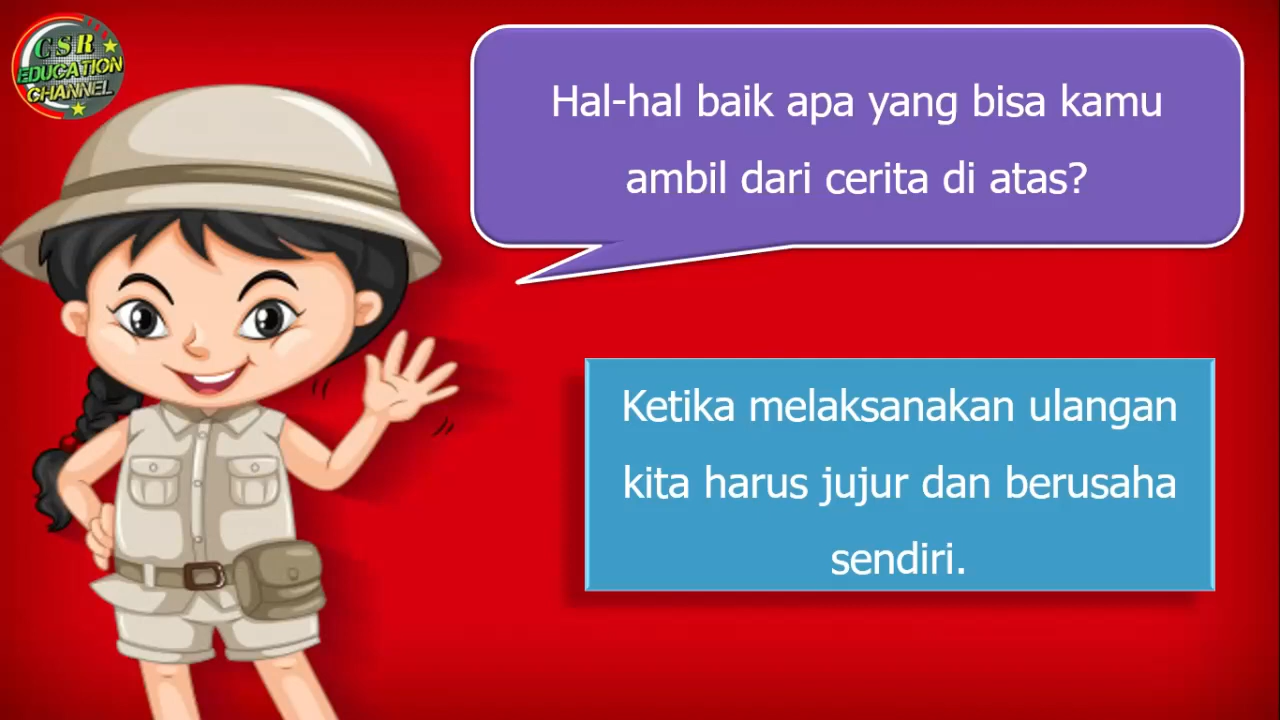 CSR
EDUCATION
CHANNEL
Hal-hal baik apa yang bisa kamu
ambil dari cerita di atas?
Ketika melaksanakan ulangan
kita harus jujur dan berusaha
sendiri.